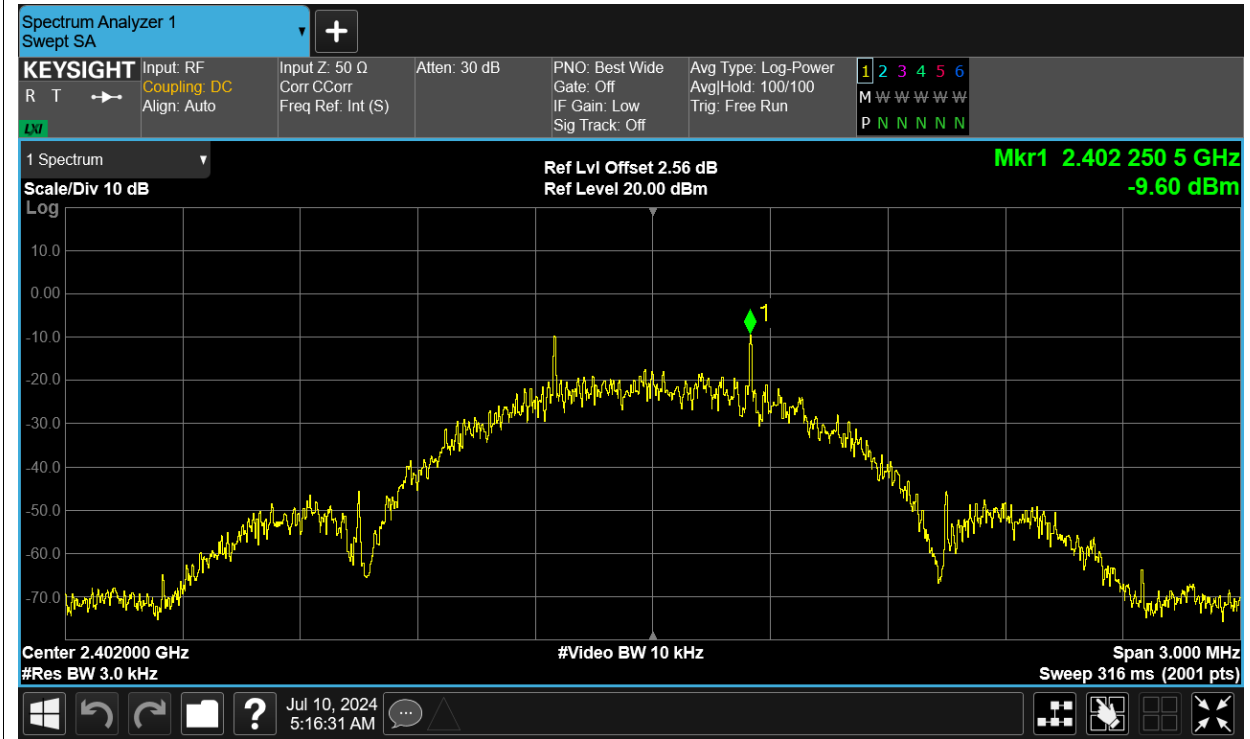 Spectrum Analyzer 1
Swept SA
+
KEYSIGHT
R T
LXI
Input: RF
Coupling: DC
Align: Auto
Input Z: 50 Ω
Corr CCorr
Freq Ref: Int (S)
Atten: 30 dB
PNO: Best Wide
Gate: Off
IF Gain: Low
Sig Track: Off
Avg Type: Log-Power
Avg|Hold: 100/100
Trig: Free Run
1 2 3 4 5 6
M W W W W W
P N N N N N
1 Spectrum
Scale/Div 10 dB
Log
Ref Lvl Offset 2.56 dB
Ref Level 20.00 dBm
Mkr1 2.402 250 5 GHz
-9.60 dBm
10.0
0.00
-10.0
-20.0
-30.0
-40.0
-50.0
-60.0
-70.0
1
Center 2.402000 GHz
#Res BW 3.0 kHz
#Video BW 10 kHz
Span 3.000 MHz
Sweep 316 ms (2001 pts)
?
Jul 10, 2024
5:16:31 AM